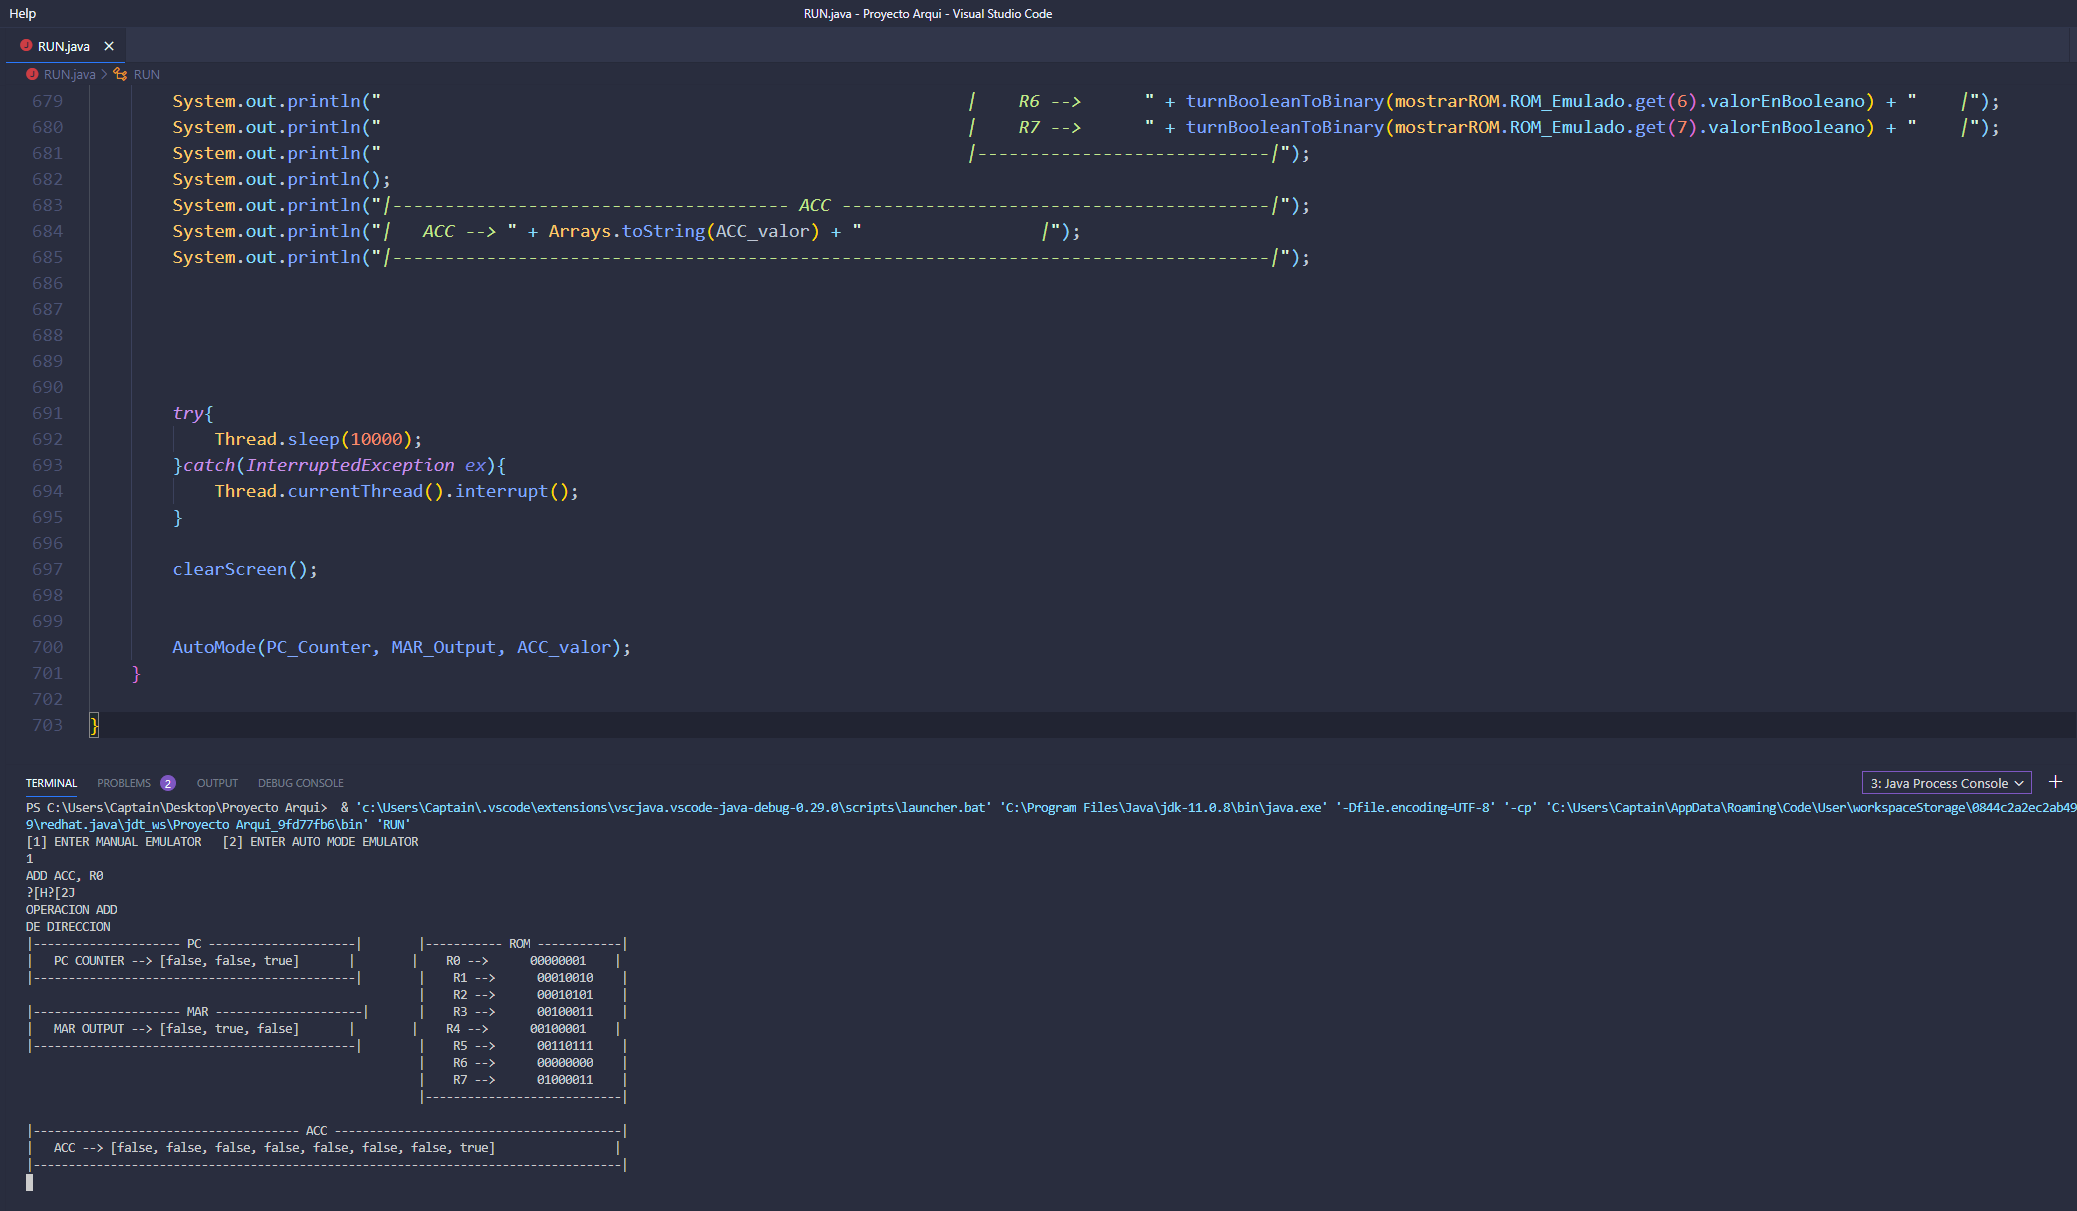 Help
RUN.java - Proyecto Arqui - Visual Studio Code
RUN.java
RUN.java > RUN
679 System.out.println("                                                        |    R6 -->      " + turnBooleanToBinary(mostrarROM.ROM_Emulado.get(6).valorEnBooleano) + "    |");
680 System.out.println("                                                        |    R7 -->      " + turnBooleanToBinary(mostrarROM.ROM_Emulado.get(7).valorEnBooleano) + "    |");
681 System.out.println("                                                        |----------------------------|");
682 System.out.println();
683 System.out.println("|-------------------------------------- ACC -----------------------------------------|");
684 System.out.println("|   ACC --> " + Arrays.toString(ACC_valor) + "                 |");
685 System.out.println("|------------------------------------------------------------------------------------|");
686
687
688
689
690
691 try{
692 Thread.sleep(10000);
693 }catch(InterruptedException ex){
694 Thread.currentThread().interrupt();
695 }
696
697 clearScreen();
698
699
700 AutoMode(PC_Counter, MAR_Output, ACC_valor);
701 }
702
703 }
TERMINAL PROBLEMS 2 OUTPUT DEBUG CONSOLE 3: Java Process Console
PS C:\Users\Captain\Desktop\Proyecto Arqui>  & 'c:\Users\Captain\.vscode\extensions\vscjava.vscode-java-debug-0.29.0\scripts\launcher.bat' 'C:\Program Files\Java\jdk-11.0.8\bin\java.exe' '-Dfile.encoding=UTF-8' '-cp' 'C:\Users\Captain\AppData\Roaming\Code\User\workspaceStorage\0844c2a2ec2ab49
9\redhat.java\jdt_ws\Proyecto Arqui_9fd77fb6\bin' 'RUN'
[1] ENTER MANUAL EMULATOR   [2] ENTER AUTO MODE EMULATOR
1
ADD ACC, R0
?[H?[2J
OPERACION ADD
DE DIRECCION
|--------------------- PC ---------------------|        |----------- ROM ------------|
|   PC COUNTER --> [false, false, true]       |        |    R0 -->      00000001    |
|----------------------------------------------|        |    R1 -->      00010010    |
|    R2 -->      00010101    |
|--------------------- MAR ---------------------|       |    R3 -->      00100011    |
|   MAR OUTPUT --> [false, true, false]       |        |    R4 -->      00100001    |
|----------------------------------------------|        |    R5 -->      00110111    |
|    R6 -->      00000000    |
|    R7 -->      01000011    |
|----------------------------|
|-------------------------------------- ACC -----------------------------------------|
|   ACC --> [false, false, false, false, false, false, false, true]                 |
|------------------------------------------------------------------------------------|